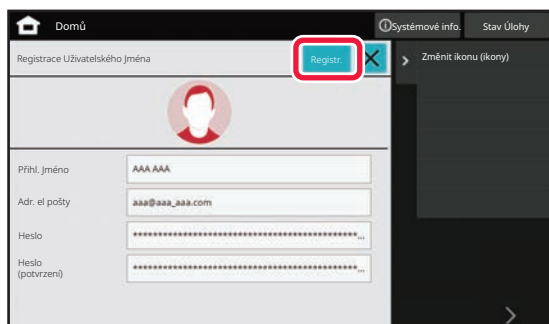 Domů
Systémové info.
Stav Úlohy
Registrace Uživatelského Jména
Registr.
Změnit ikonu (ikony)
Přihl. Jméno
AAA AAA
Adr. el pošty
aaa@aaa_aaa.com
Heslo
************************************************...
Heslo
(potvrzení)
************************************************...